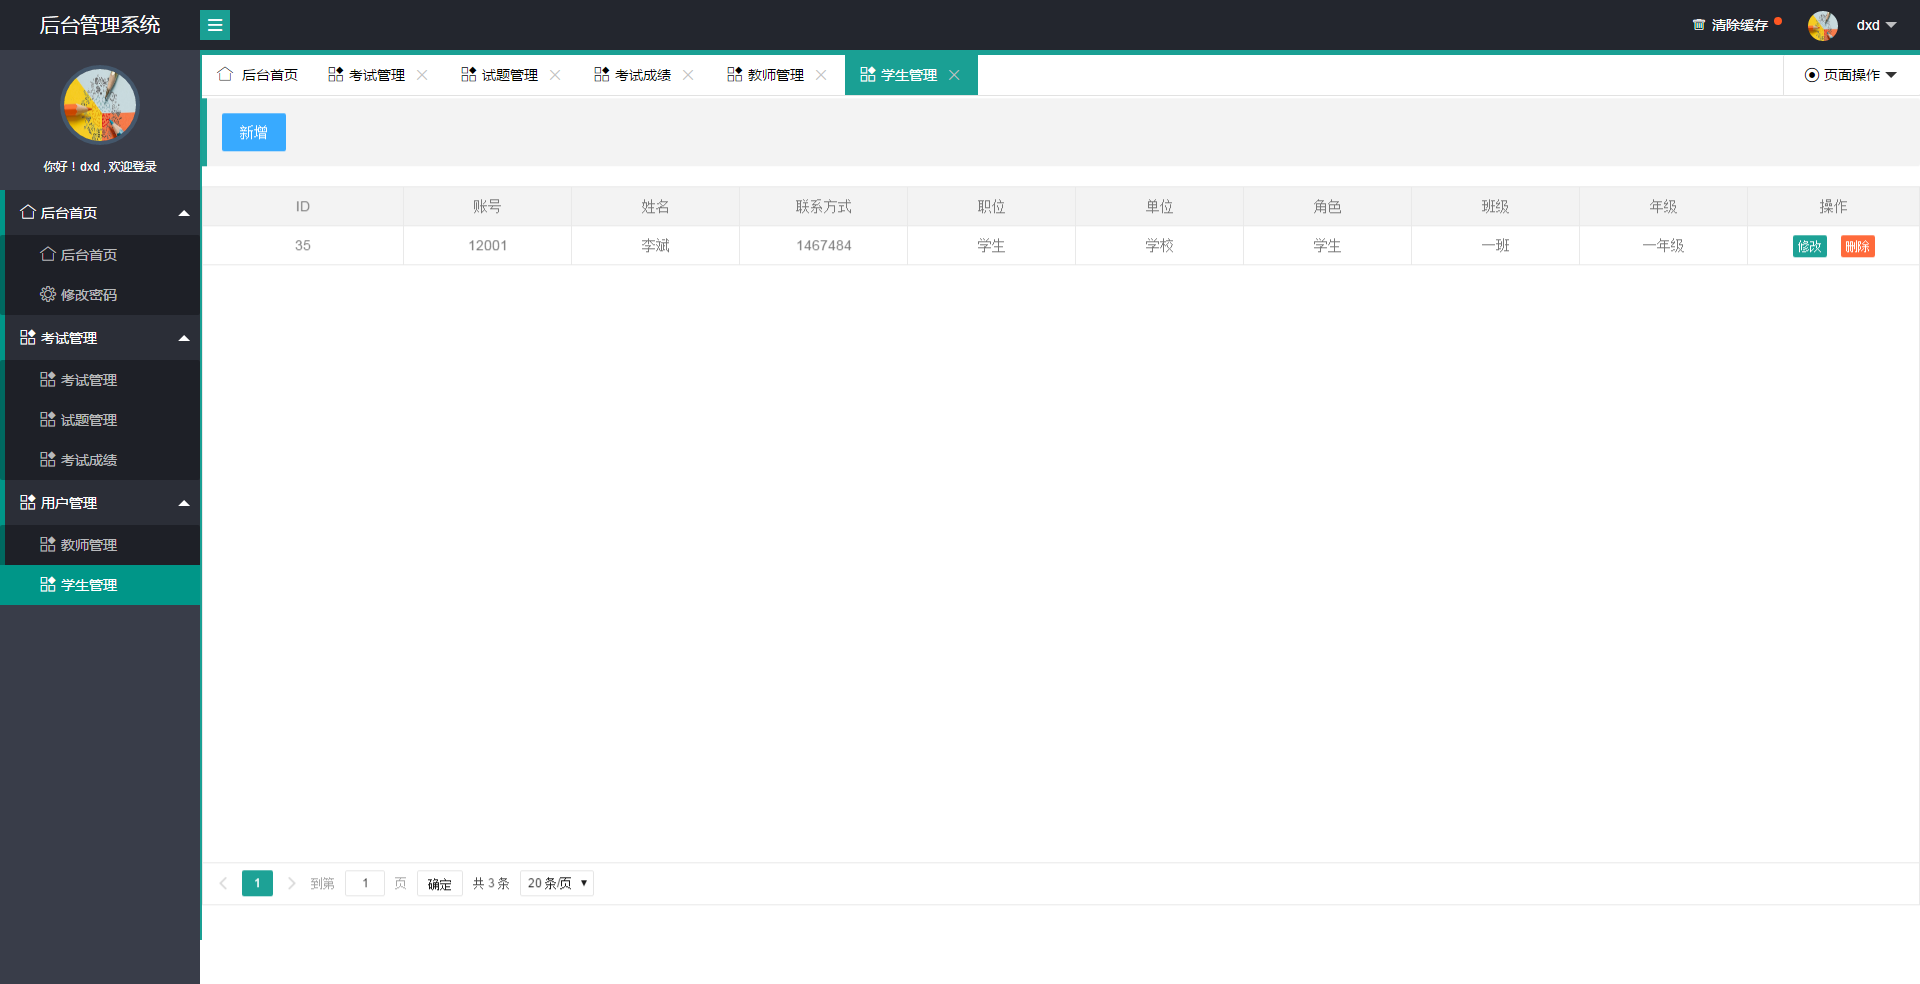 后台管理系统
清除缓存
dxd
你好！dxd , 欢迎登录
后台首页
后台首页
修改密码
考试管理
考试管理
试题管理
考试成绩
用户管理
教师管理
学生管理
后台首页 考试管理 试题管理 考试成绩 教师管理 学生管理 页面操作
新增
ID 账号 姓名 联系方式 职位 单位 角色 班级 年级 操作
35 12001 李斌 1467484 学生 学校 学生 一班 一年级 修改 删除
1 到第 1 页 确定 共 3 条 20 条/页